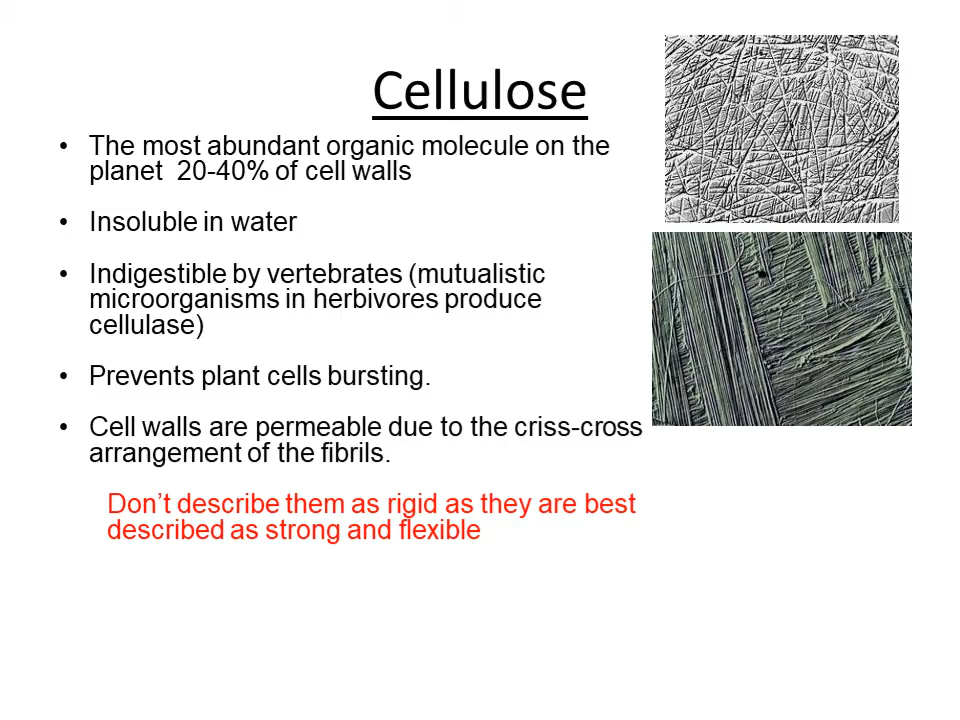 Cellulose
• The most abundant organic molecule on the
planet  20-40% of cell walls
• Insoluble in water
• Indigestible by vertebrates (mutualistic
microorganisms in herbivores produce
cellulase)
• Prevents plant cells bursting.
• Cell walls are permeable due to the criss-cross
arrangement of the fibrils.
Don’t describe them as rigid as they are best
described as strong and flexible